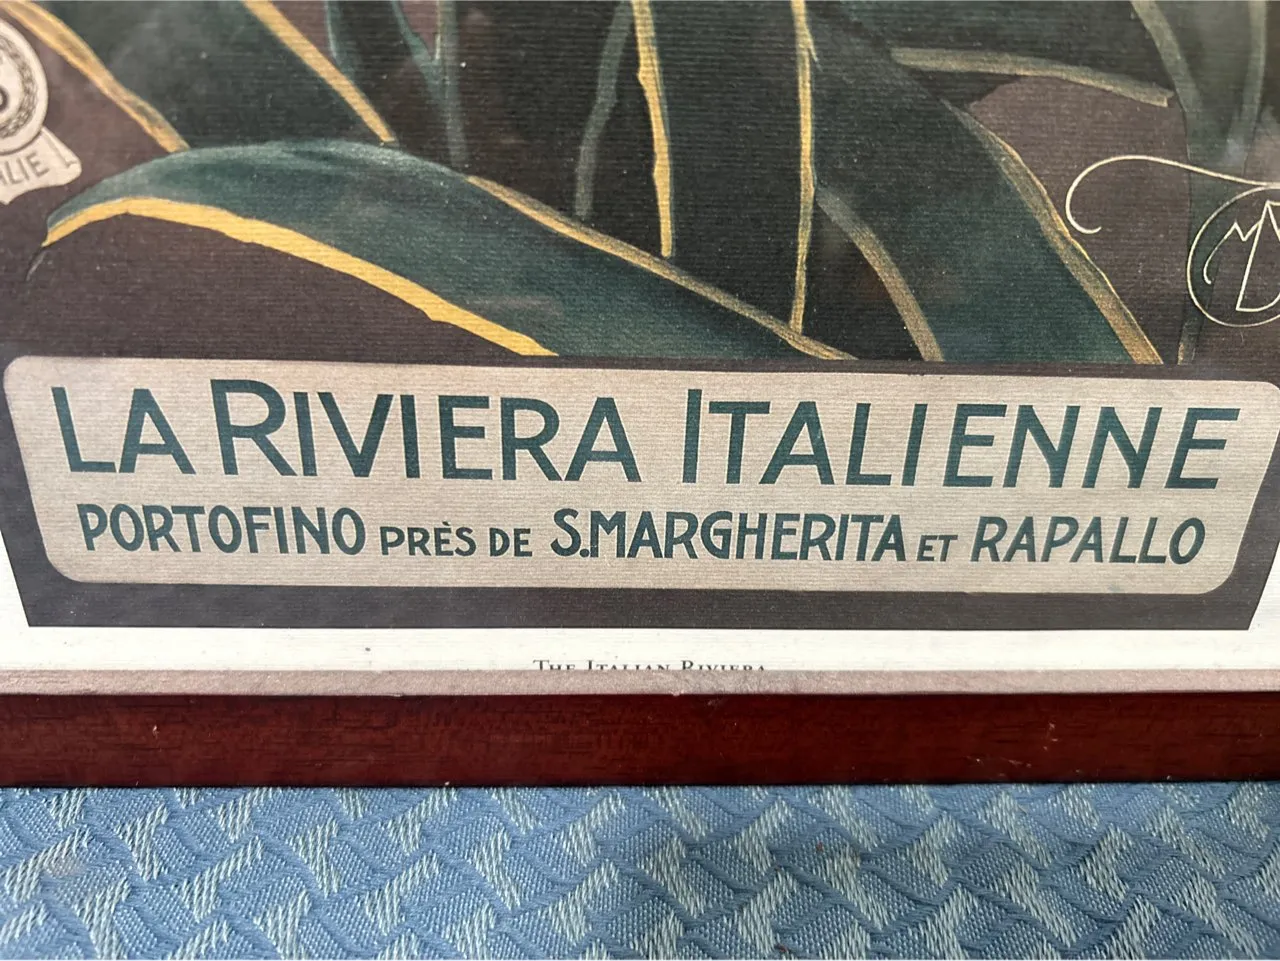 LA RIVIERA ITALIENNE
PORTOFINO PRÈS DE S.MARGHERITA ET RAPALLO
THE ITALIAN RIVIERA